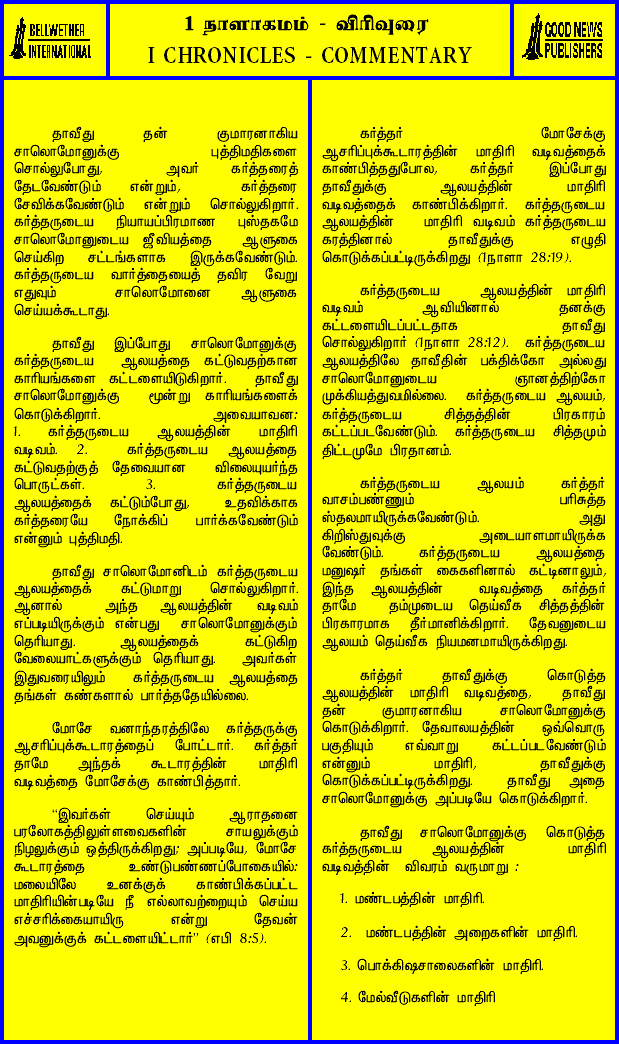 BELLWETHER
INTERNATIONAL
1 நாளாகமம் - விரிவுரை
I CHRONICLES - COMMENTARY
GOOD NEWS
PUBLISHERS
தாவீது தன் குமாரனாகிய
சாலொமோனுக்கு புத்திமதிகளை
சொல்லுபோது, அவர் கர்த்தரைத்
தேடவேண்டும் என்றும், கர்த்தரை
சேவிக்கவேண்டும் என்றும் சொல்லுகிறார்.
கர்த்தருடைய நியாயப்பிரமாண புஸ்தகமே
சாலொமோனுடைய ஜீவியத்தை ஆளுகை
செய்கிற சட்டங்களாக இருக்கவேண்டும்.
கர்த்தருடைய வார்த்தையைத் தவிர வேறு
எதுவும் சாலொமோனை ஆளுகை
செய்யக்கூடாது.
தாவீது இப்போது சாலொமோனுக்கு
கர்த்தருடைய ஆலயத்தை கட்டுவதற்கான
காரியங்களை கட்டளையிடுகிறார். தாவீது
சாலொமோனுக்கு மூன்று காரியங்களைக்
கொடுக்கிறார். அவையாவன:
1. கர்த்தருடைய ஆலயத்தின் மாதிரி
வடிவம். 2. கர்த்தருடைய ஆலயத்தை
கட்டுவதற்குத் தேவையான விலையுயர்ந்த
பொருட்கள். 3. கர்த்தருடைய
ஆலயத்தைக் கட்டும்போது, உதவிக்காக
கர்த்தரையே நோக்கிப் பார்க்கவேண்டும்
என்னும் புத்திமதி.
தாவீது சாலொமோனிடம் கர்த்தருடைய
ஆலயத்தைக் கட்டுமாறு சொல்லுகிறார்.
ஆனால் அந்த ஆலயத்தின் வடிவம்
எப்படியிருக்கும் என்பது சாலொமோனுக்கும்
தெரியாது. ஆலயத்தைக் கட்டுகிற
வேலையாட்களுக்கும் தெரியாது. அவர்கள்
இதுவரையிலும் கர்த்தருடைய ஆலயத்தை
தங்கள் கண்களால் பார்த்ததேயில்லை.
மோசே வனாந்தரத்திலே கர்த்தருக்கு
ஆசரிப்புக்கூடாரத்தைப் போட்டார். கர்த்தர்
தாமே அந்தக் கூடாரத்தின் மாதிரி
வடிவத்தை மோசேக்கு காண்பித்தார்.
“இவர்கள் செய்யும் ஆராதனை
பரலோகத்திலுள்ளவைகளின் சாயலுக்கும்
நிழலுக்கும் ஒத்திருக்கிறது; அப்படியே, மோசே
கூடாரத்தை உண்டுபண்ணப்போகையில்:
மலையிலே உனக்குக் காண்பிக்கப்பட்ட
மாதிரியின்படியே நீ எல்லாவற்றையும் செய்ய
எச்சரிக்கையாயிரு என்று தேவன்
அவனுக்குக் கட்டளையிட்டார்” (எபி 8:5).
கர்த்தர் மோசேக்கு
ஆசரிப்புக்கூடாரத்தின் மாதிரி வடிவத்தைக்
காண்பித்ததுபோல, கர்த்தர் இப்போது
தாவீதுக்கு ஆலயத்தின் மாதிரி
வடிவத்தைக் காண்பிக்கிறார். கர்த்தருடைய
ஆலயத்தின் மாதிரி வடிவம் கர்த்தருடைய
கரத்தினால் தாவீதுக்கு எழுதி
கொடுக்கப்பட்டிருக்கிறது (1நாளா 28:19).
கர்த்தருடைய ஆலயத்தின் மாதிரி
வடிவம் ஆவியினால் தனக்கு
கட்டளையிடப்பட்டதாக தாவீது
சொல்லுகிறார் (1நாளா 28:12). கர்த்தருடைய
ஆலயத்திலே தாவீதின் பக்திக்கோ அல்லது
சாலொமோனுடைய ஞானத்திற்கோ
முக்கியத்துவமில்லை. கர்த்தருடைய ஆலயம்,
கர்த்தருடைய சித்தத்தின் பிரகாரம்
கட்டப்படவேண்டும். கர்த்தருடைய சித்தமும்
திட்டமுமே பிரதானம்.
கர்த்தருடைய ஆலயம் கர்த்தர்
வாசம்பண்ணும் பரிசுத்த
ஸ்தலமாயிருக்கவேண்டும். அது
கிறிஸ்துவுக்கு அடையாளமாயிருக்க
வேண்டும். கர்த்தருடைய ஆலயத்தை
மனுஷர் தங்கள் கைகளினால் கட்டினாலும்,
இந்த ஆலயத்தின் வடிவத்தை கர்த்தர்
தாமே தம்முடைய தெய்வீக சித்தத்தின்
பிரகாரமாக தீர்மானிக்கிறார். தேவனுடைய
ஆலயம் தெய்வீக நியமனமாயிருக்கிறது.
கர்த்தர் தாவீதுக்கு கொடுத்த
ஆலயத்தின் மாதிரி வடிவத்தை, தாவீது
தன் குமாரனாகிய சாலொமோனுக்கு
கொடுக்கிறார். தேவாலயத்தின் ஒவ்வொரு
பகுதியும் எவ்வாறு கட்டப்படவேண்டும்
என்னும் மாதிரி, தாவீதுக்கு
கொடுக்கப்பட்டிருக்கிறது. தாவீது அதை
சாலொமோனுக்கு அப்படியே கொடுக்கிறார்.
தாவீது சாலொமோனுக்கு கொடுத்த
கர்த்தருடைய ஆலயத்தின் மாதிரி
வடிவத்தின் விவரம் வருமாறு :
1. மண்டபத்தின் மாதிரி.
2. மண்டபத்தின் அறைகளின் மாதிரி.
3. பொக்கிஷசாலைகளின் மாதிரி.
4. மேல்வீடுகளின் மாதிரி